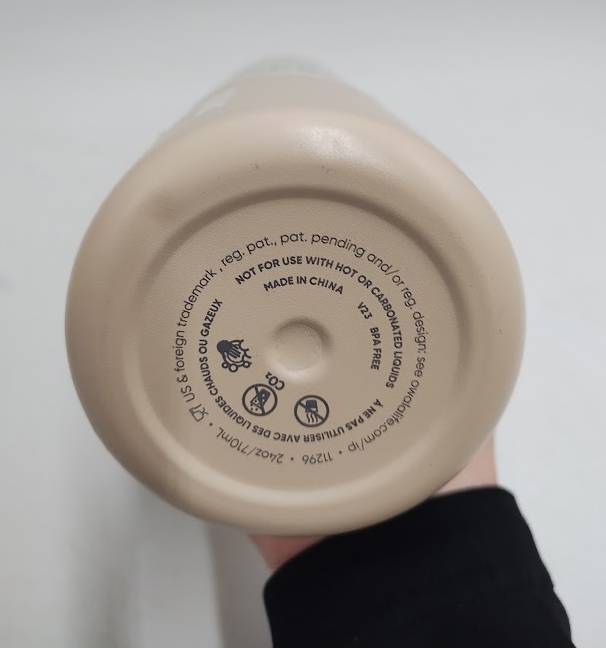 US & foreign trademark , reg. pat., pat. pending and/or reg. design; see owalalife.com/ip • 11296 • 24oz/710mL •
NOT FOR USE WITH HOT OR CARBONATED LIQUIDS
À NE PAS UTILISER AVEC DES LIQUIDES CHAUDS OU GAZEUX
MADE IN CHINA
V23 BPA FREE
CO₂